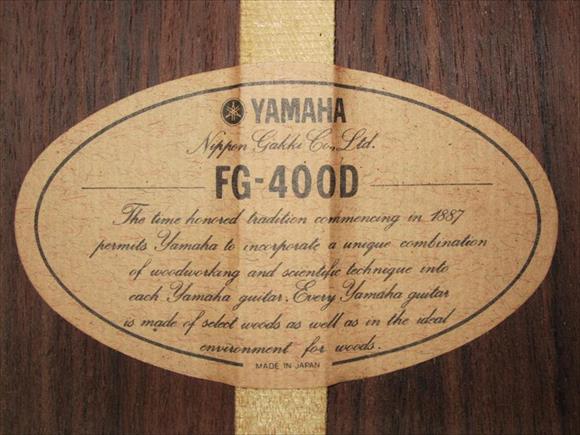 YAMAHA
Nippon Gakki Co., Ltd.
FG-400D
The time honored tradition commencing in 1887
permits Yamaha to incorporate a unique combination
of woodworking and scientific technique into
each Yamaha guitar. Every Yamaha guitar
is made of select woods as well as in the ideal
environment for woods.
MADE IN JAPAN